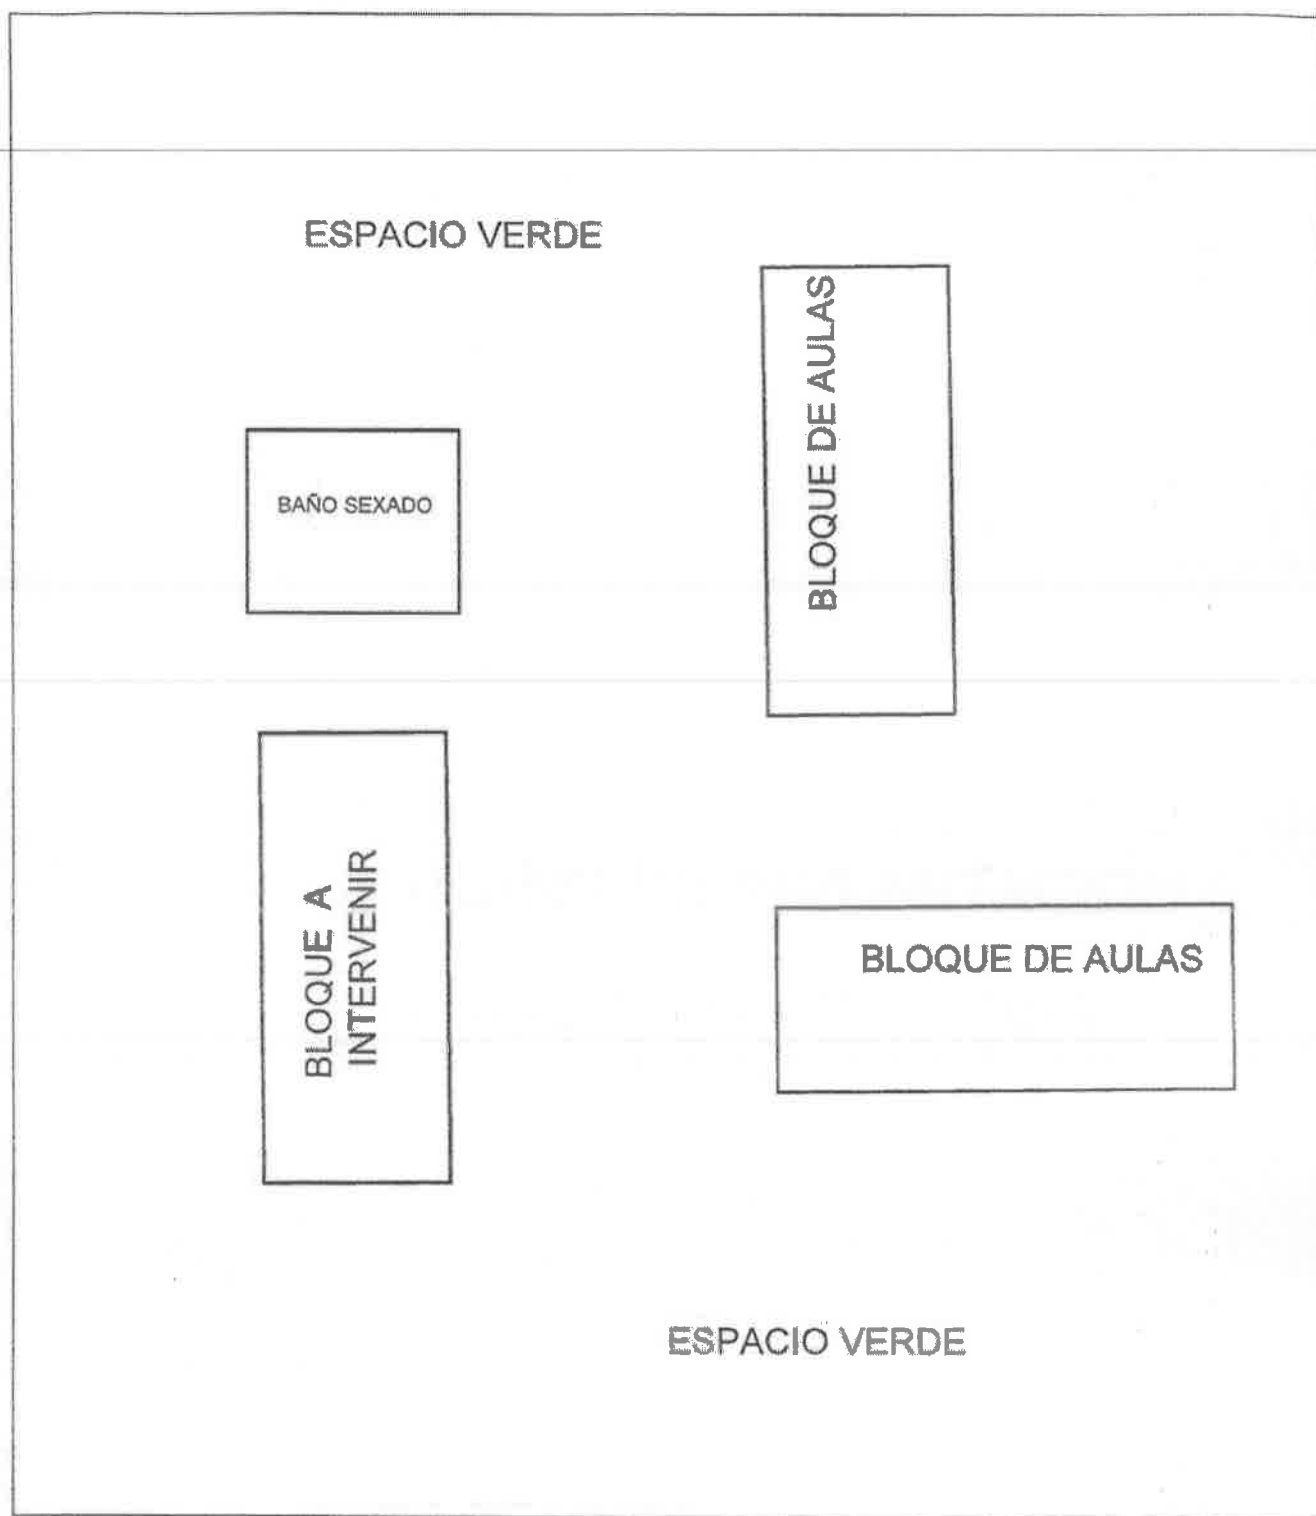 ESPACIO VERDE
BLOQUE DE AULAS
BAÑO SEXADO
BLOQUE A
INTERVENIR
BLOQUE DE AULAS
ESPACIO VERDE